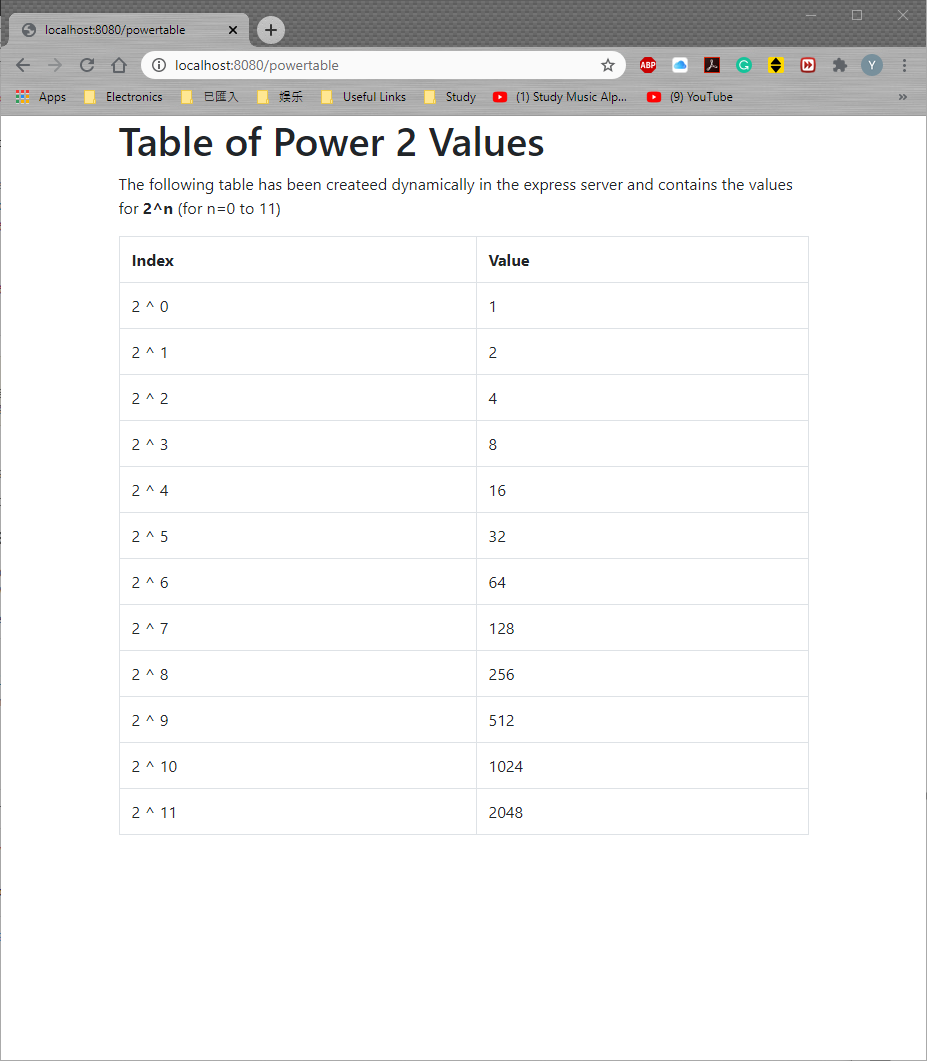 localhost:8080/powertable
localhost:8080/powertable
ABP
G
Y
Apps Electronics 已匯入 娱乐 Useful Links Study (1) Study Music Alp... (9) YouTube »
Table of Power 2 Values
The following table has been createed dynamically in the express server and contains the values
for 2^n (for n=0 to 11)
Index Value
2 ^ 0 1
2 ^ 1 2
2 ^ 2 4
2 ^ 3 8
2 ^ 4 16
2 ^ 5 32
2 ^ 6 64
2 ^ 7 128
2 ^ 8 256
2 ^ 9 512
2 ^ 10 1024
2 ^ 11 2048